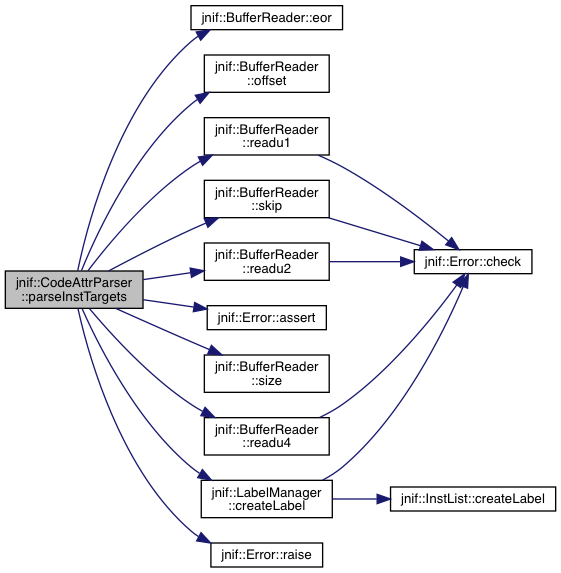 jnif::BufferReader::eor
jnif::BufferReader
::offset
jnif::BufferReader
::readu1
jnif::BufferReader
::skip
jnif::BufferReader
::readu2
jnif::Error::check
jnif::CodeAttrParser
::parseInstTargets
jnif::Error::assert
jnif::BufferReader
::size
jnif::BufferReader
::readu4
jnif::LabelManager
::createLabel
jnif::InstList::createLabel
jnif::Error::raise